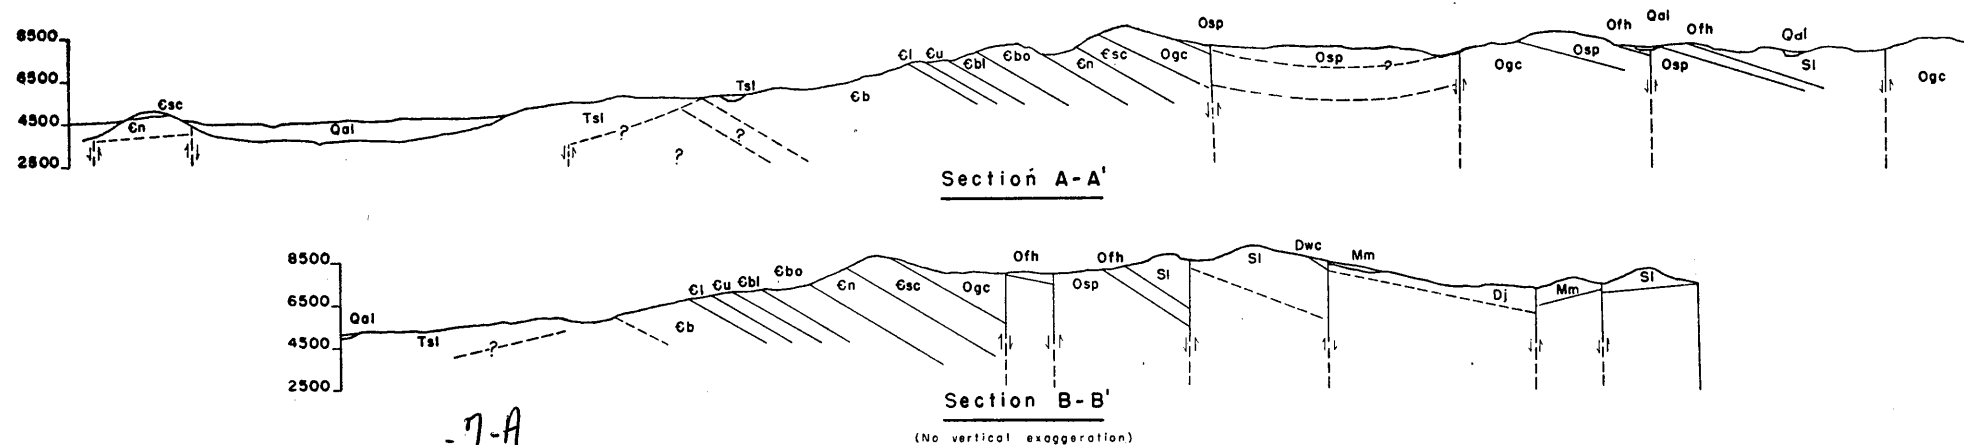 Osp Ofh Qal Ofh Qal
8500 Єl Єu Єbl Єbo Єn Єsc Ogc Osp ? Ogc Osp Osp Sl Ogc
6500 Єsc Tsl Єb
4500 Єn Qal Tsl ? ?
2500 ?
Section A-A'
8500 Ofh Ofh Sl Sl Dwc Mm
6500 Єl Єu Єbl Єbo Єn Єsc Ogc Osp Dj Mm Sl
Qal Tsl Єb
4500 ?
2500
Section B-B'
(No vertical exaggeration)
-7-A